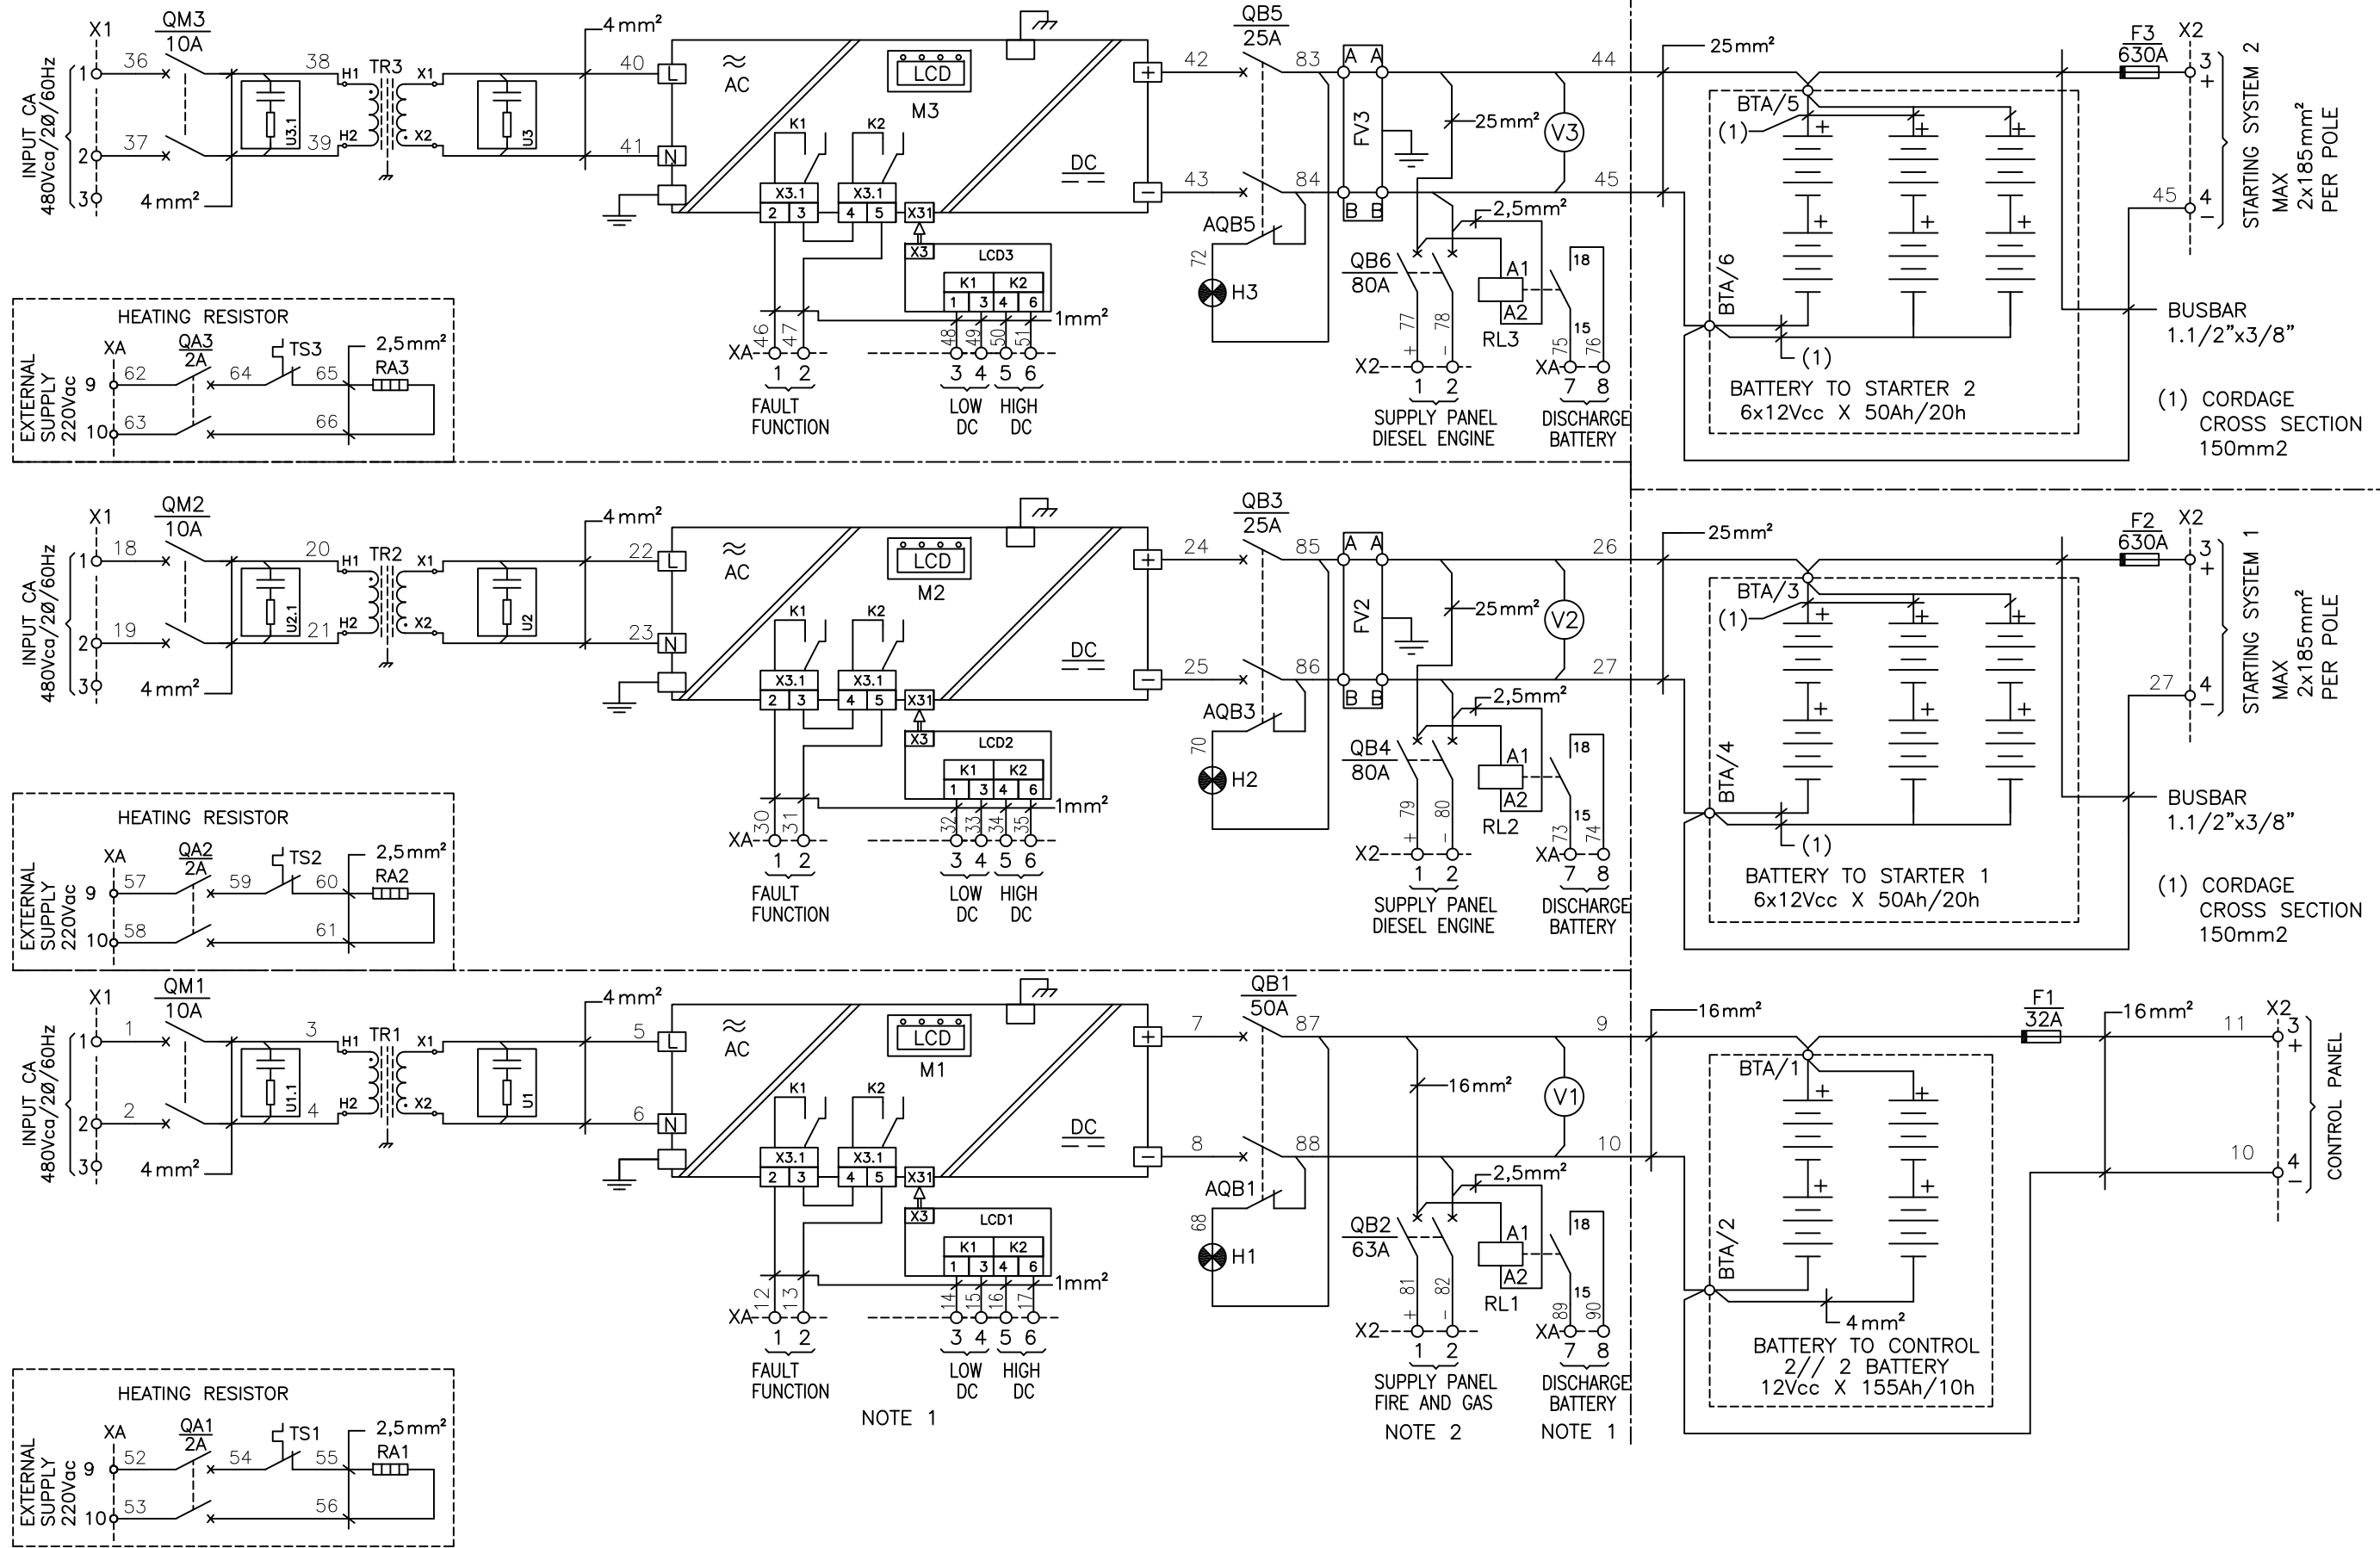 X1
QM3
10A
INPUT CA
480Vca/2Ø/60Hz
1
2
3
36
37
38
39
4mm²
U3.1
H1
H2
TR3
X1
X2
U3
4mm²
40
41
L
N
≈
AC
LCD
M3
K1
K2
X3.1
X3.1
2
3
4
5
X31
DC
+
−
X3
LCD3
K1
K2
1
3
4
6
1mm²
46
47
48
49
50
51
XA
1
2
3
4
5
6
FAULT
FUNCTION
LOW
DC
HIGH
DC
42
43
QB5
25A
83
84
AQB5
72
H3
A
A
FV3
B
B
44
45
25mm²
V3
2,5mm²
QB6
80A
77
78
+
−
X2
1
2
SUPPLY PANEL
DIESEL ENGINE
A1
A2
RL3
18
15
75
76
XA
7
8
DISCHARGE
BATTERY
25mm²
BTA/5
(1)
+
+
+
+
+
+
BTA/6
(1)
BATTERY TO STARTER 2
6x12Vcc X 50Ah/20h
F3
630A
X2
3
+
45
4
−
STARTING SYSTEM 2
MAX
2x185mm²
PER POLE
BUSBAR
1.1/2"x3/8"
(1) CORDAGE
CROSS SECTION
150mm2
HEATING RESISTOR
EXTERNAL
SUPPLY
220Vac
XA
9
10
62
63
QA3
2A
64
TS3
65
66
2,5mm²
RA3
X1
QM2
10A
INPUT CA
480Vca/2Ø/60Hz
1
2
3
18
19
20
21
4mm²
U2.1
H1
H2
TR2
X1
X2
U2
4mm²
22
23
L
N
≈
AC
LCD
M2
K1
K2
X3.1
X3.1
2
3
4
5
X31
DC
+
−
X3
LCD2
K1
K2
1
3
4
6
1mm²
30
31
32
33
34
35
XA
1
2
3
4
5
6
FAULT
FUNCTION
LOW
DC
HIGH
DC
24
25
QB3
25A
85
86
AQB3
70
H2
A
A
FV2
B
B
26
27
25mm²
V2
2,5mm²
QB4
80A
79
80
+
−
X2
1
2
SUPPLY PANEL
DIESEL ENGINE
A1
A2
RL2
18
15
73
74
XA
7
8
DISCHARGE
BATTERY
25mm²
BTA/3
(1)
+
+
+
+
+
+
BTA/4
(1)
BATTERY TO STARTER 1
6x12Vcc X 50Ah/20h
F2
630A
X2
3
+
27
4
−
STARTING SYSTEM 1
MAX
2x185mm²
PER POLE
BUSBAR
1.1/2"x3/8"
(1) CORDAGE
CROSS SECTION
150mm2
HEATING RESISTOR
EXTERNAL
SUPPLY
220Vac
XA
9
10
57
58
QA2
2A
59
TS2
60
61
2,5mm²
RA2
X1
QM1
10A
INPUT CA
480Vca/2Ø/60Hz
1
2
3
1
2
3
4
4mm²
U1.1
H1
H2
TR1
X1
X2
U1
4mm²
5
6
L
N
≈
AC
LCD
M1
K1
K2
X3.1
X3.1
2
3
4
5
X31
DC
+
−
X3
LCD1
K1
K2
1
3
4
6
1mm²
12
13
14
15
16
17
XA
1
2
3
4
5
6
FAULT
FUNCTION
LOW
DC
HIGH
DC
NOTE 1
7
8
QB1
50A
87
88
AQB1
68
H1
9
10
16mm²
V1
2,5mm²
QB2
63A
81
82
+
−
X2
1
2
SUPPLY PANEL
FIRE AND GAS
NOTE 2
A1
A2
RL1
18
15
89
90
XA
7
8
DISCHARGE
BATTERY
NOTE 1
16mm²
BTA/1
+
+
+
+
BTA/2
4mm²
BATTERY TO CONTROL
2// 2 BATTERY
12Vcc X 155Ah/10h
F1
32A
16mm²
11
10
X2
3
+
4
−
CONTROL PANEL
HEATING RESISTOR
EXTERNAL
SUPPLY
220Vac
XA
9
10
52
53
QA1
2A
54
TS1
55
56
2,5mm²
RA1